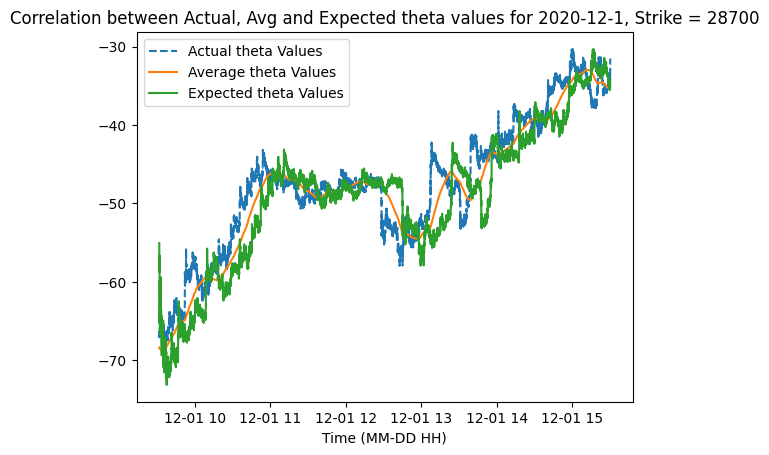 Correlation between Actual, Avg and Expected theta values for 2020-12-1, Strike = 28700
Actual theta Values
Average theta Values
Expected theta Values
−30
−40
−50
−60
−70
12-01 10 12-01 11 12-01 12 12-01 13 12-01 14 12-01 15
Time (MM-DD HH)